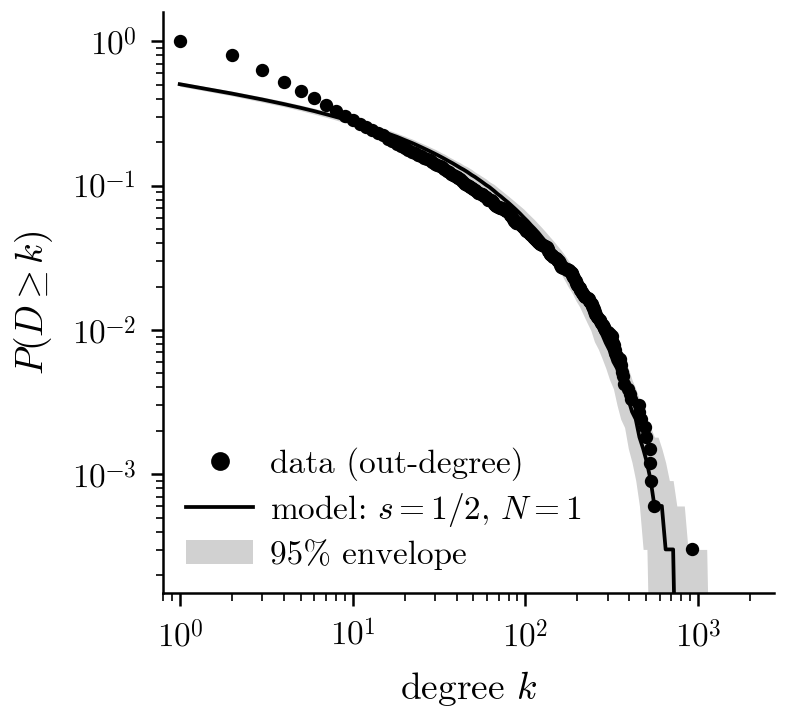 10⁰
10⁻¹
10⁻²
10⁻³
P(D ≥ k)
data (out-degree)
model: s = 1/2, N = 1
95% envelope
10⁰ 10¹ 10² 10³
degree k